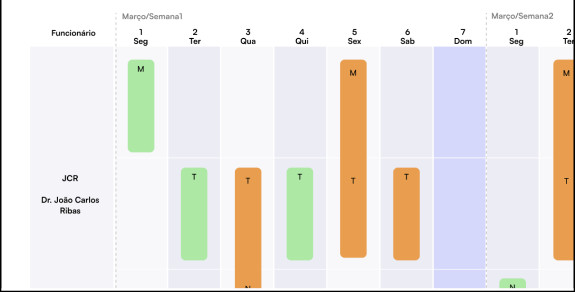 Março/Semana1 Março/Semana2
Funcionário 1 2 3 4 5 6 7 1 2
Seg Ter Qua Qui Sex Sab Dom Seg Ter
M M M
T T T T T T
JCR
Dr. João Carlos
Ribas
N N